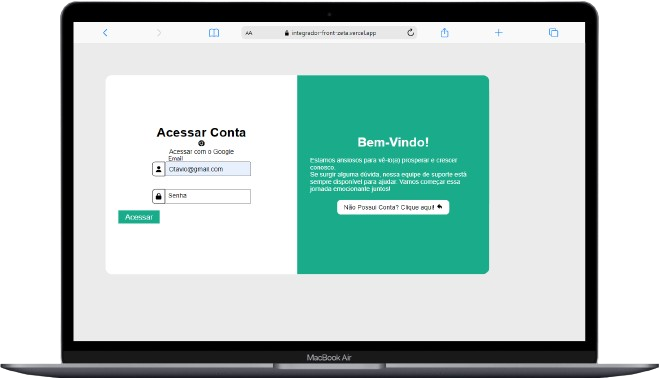 AA
integrador-front-zeta.vercel.app
Acessar Conta
Acessar com o Google
Email
Otavio@gmail.com
Senha
Acessar
Bem-Vindo!
Estamos ansiosos para vê-lo(a) prosperar e crescer
conosco.
Se surgir alguma dúvida, nossa equipe de suporte está
sempre disponível para ajudar. Vamos começar essa
jornada emocionante juntos!
Não Possui Conta? Clique aqui!
MacBook Air